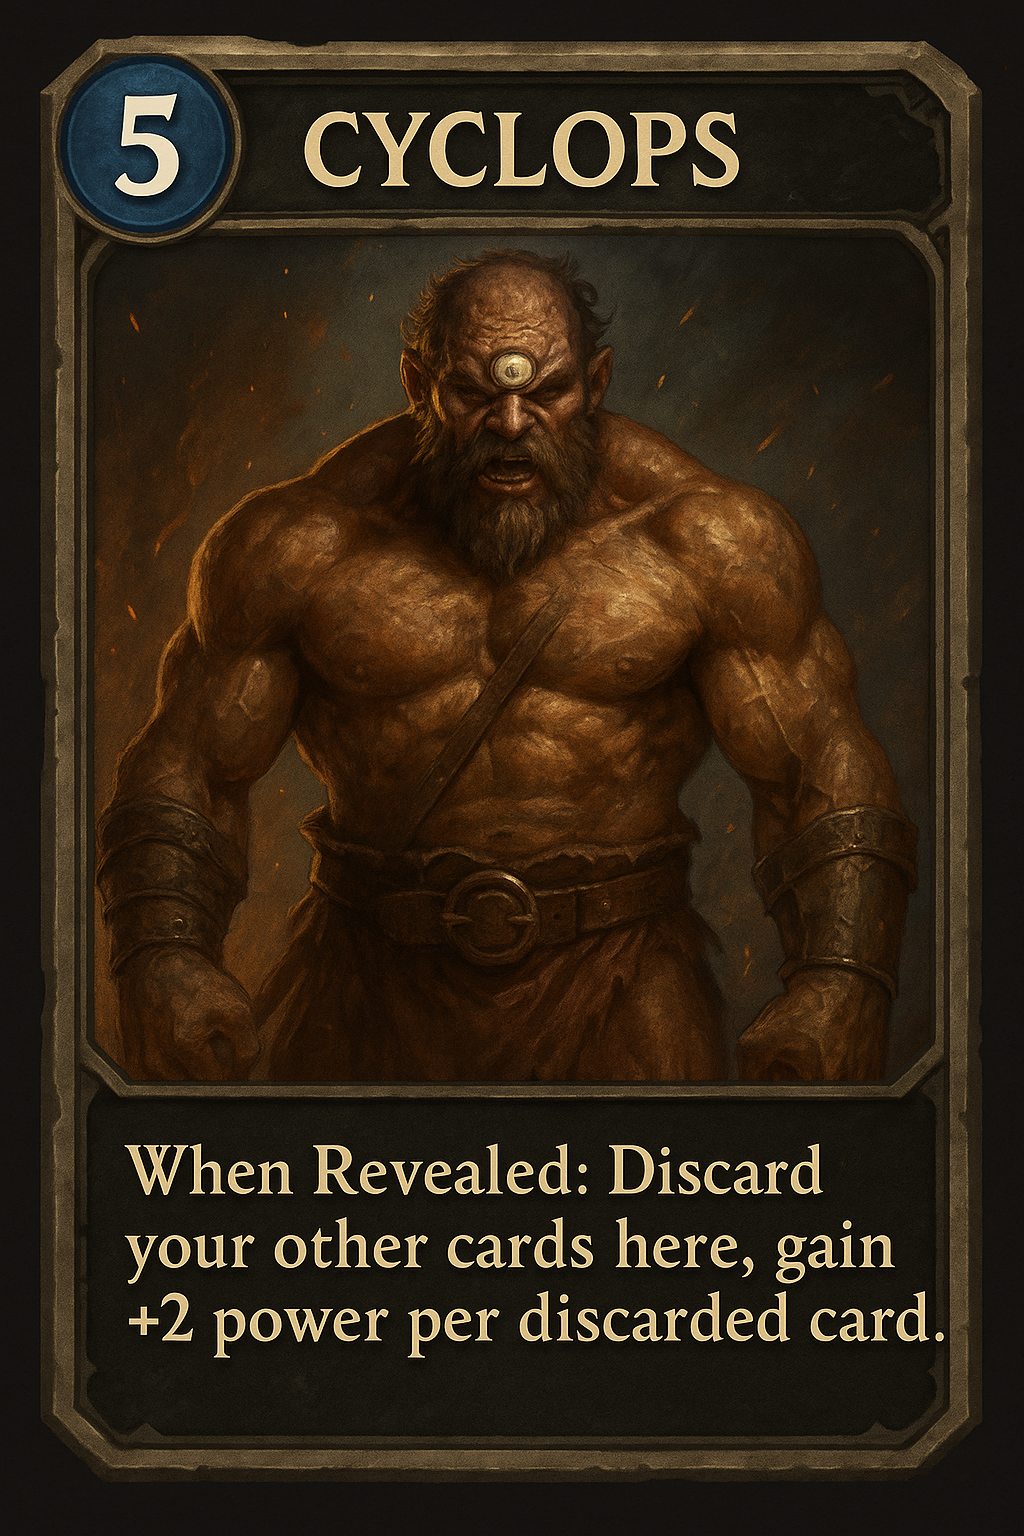 5
CYCLOPS
When Revealed: Discard
your other cards here, gain
+2 power per discarded card.